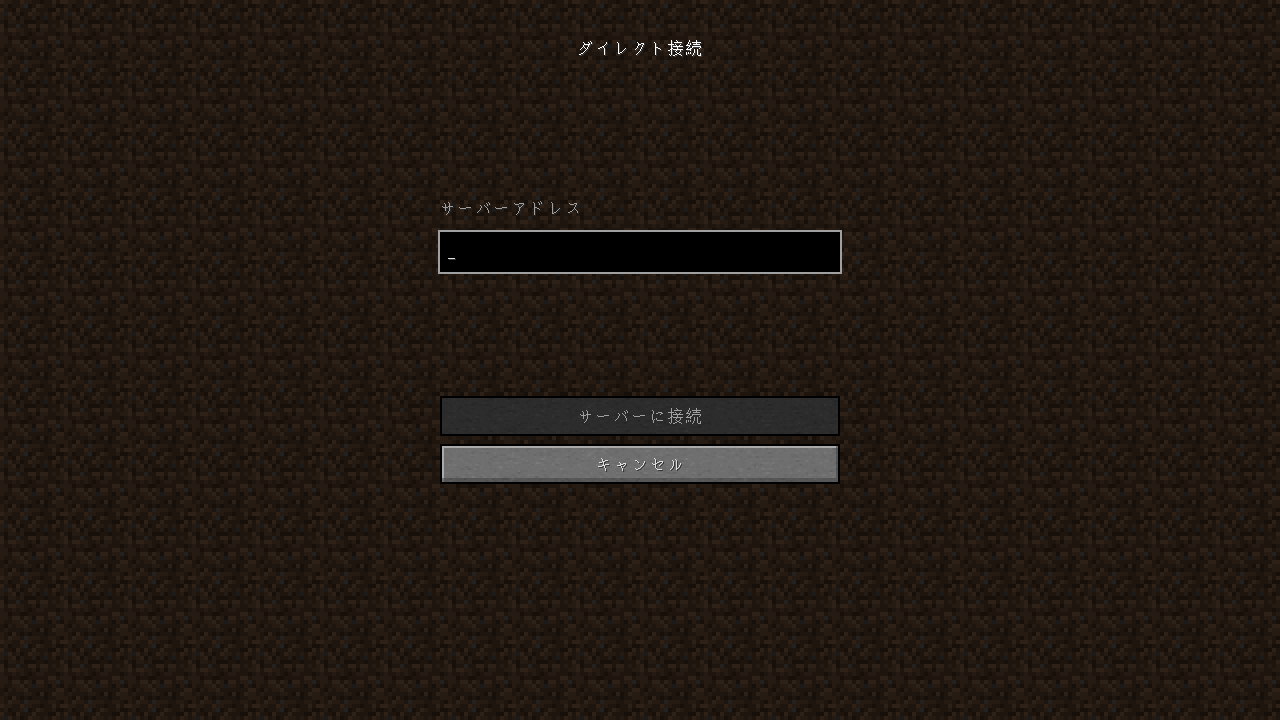 ダイレクト接続
サーバーアドレス
_
サーバーに接続
キャンセル